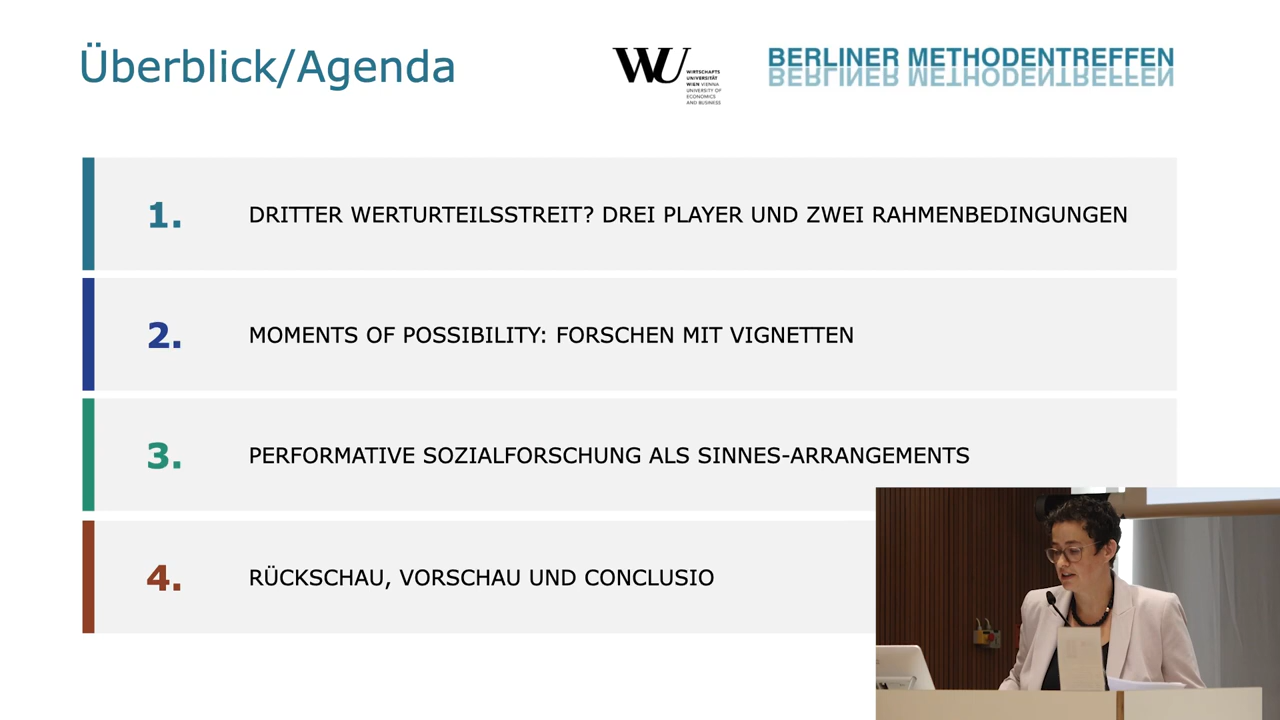 Überblick/Agenda
WU
WIRTSCHAFTS
UNIVERSITÄT
WIEN VIENNA
UNIVERSITY OF
ECONOMICS
AND BUSINESS
BERLINER METHODENTREFFEN
BERLINER METHODENTREFFEN
1. DRITTER WERTURTEILSSTREIT? DREI PLAYER UND ZWEI RAHMENBEDINGUNGEN
2. MOMENTS OF POSSIBILITY: FORSCHEN MIT VIGNETTEN
3. PERFORMATIVE SOZIALFORSCHUNG ALS SINNES-ARRANGEMENTS
4. RÜCKSCHAU, VORSCHAU UND CONCLUSIO